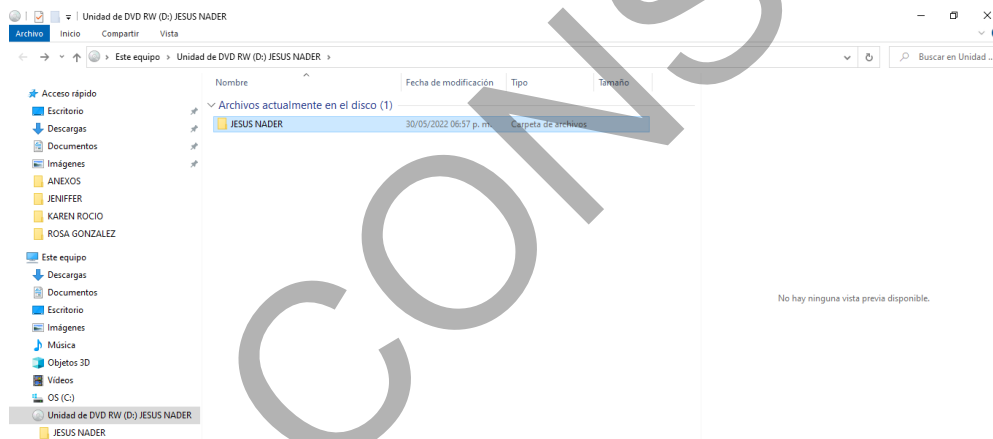 Unidad de DVD RW (D:) JESUS NADER
Archivo Inicio Compartir Vista
Este equipo > Unidad de DVD RW (D:) JESUS NADER >
Buscar en Unidad ...
Nombre Fecha de modificación Tipo Tamaño
Archivos actualmente en el disco (1)
JESUS NADER 30/05/2022 06:57 p. m. Carpeta de archivos
Acceso rápido
Escritorio
Descargas
Documentos
Imágenes
ANEXOS
JENIFFER
KAREN ROCIO
ROSA GONZALEZ
Este equipo
Descargas
Documentos
Escritorio
Imágenes
Música
Objetos 3D
Vídeos
OS (C:)
Unidad de DVD RW (D:) JESUS NADER
JESUS NADER
No hay ninguna vista previa disponible.
CONS